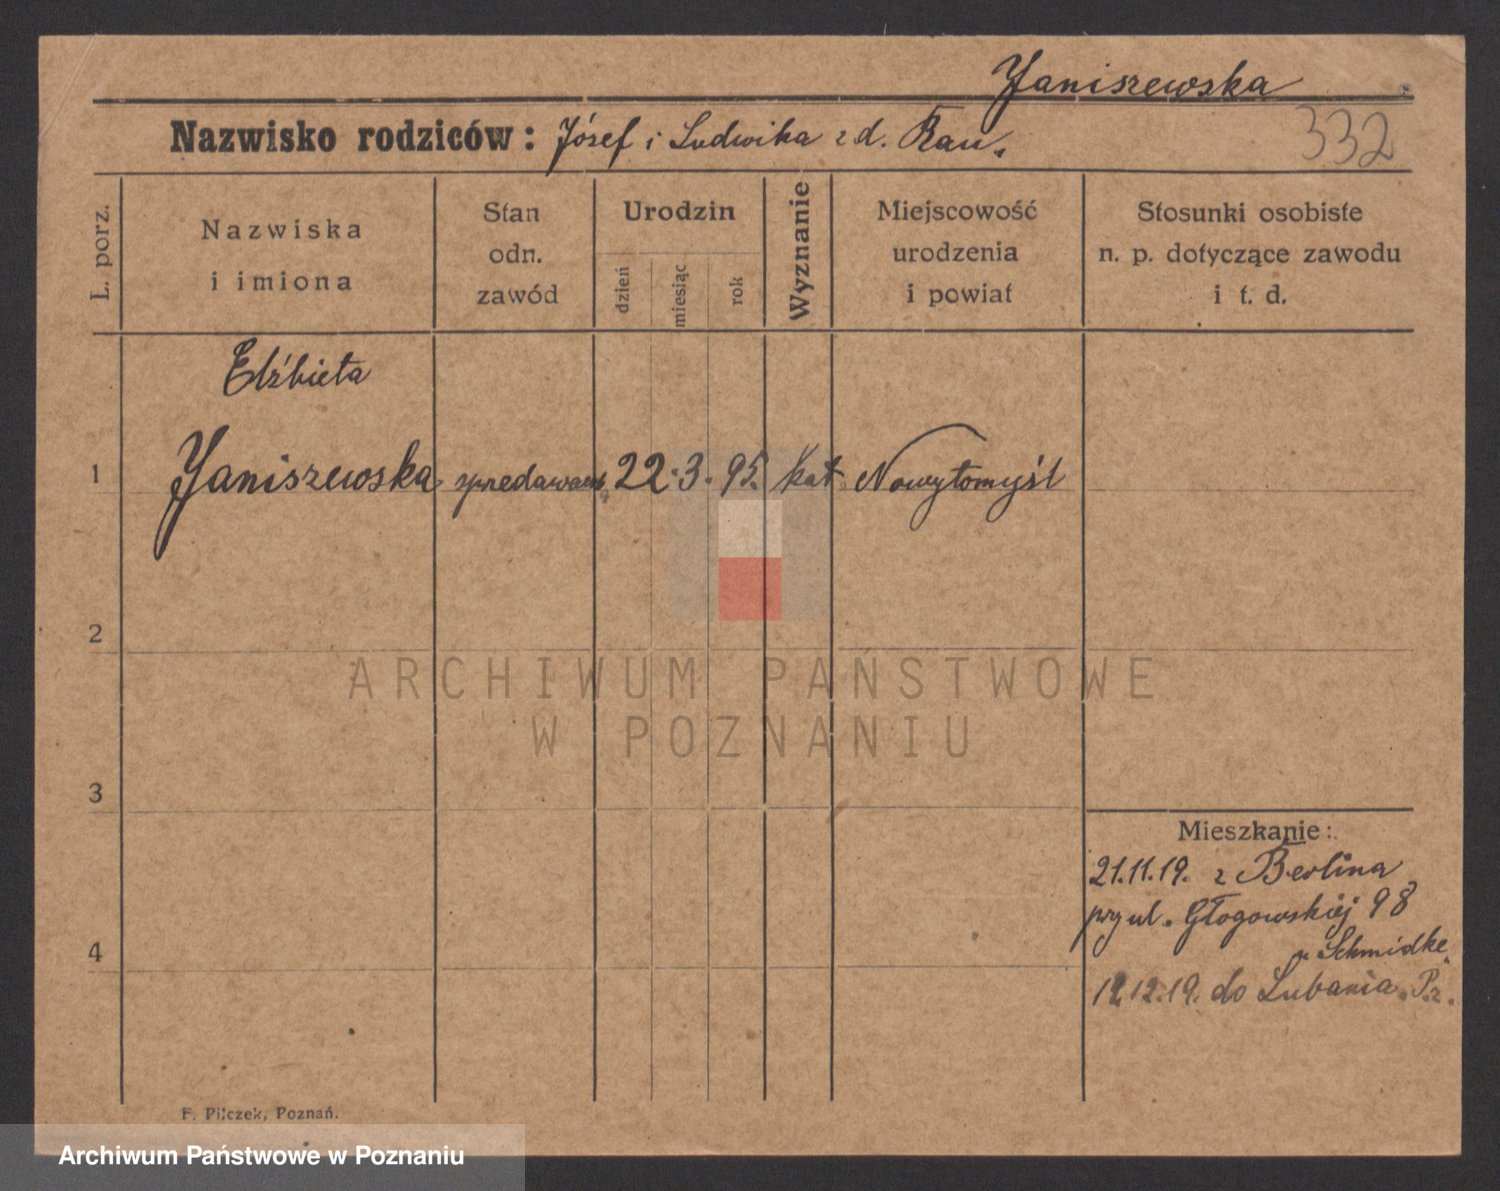 Janiszewska
Nazwisko rodziców: Józef i Ludwika z d. Rau.
332
L. porz.
Nazwiska
i imiona
Stan
odn.
zawód
Urodzin
dzień
miesiąc
rok
Wyznanie
Miejscowość
urodzenia
i powiat
Stosunki osobiste
n. p. dotyczące zawodu
i t. d.
Elżbieta
1 Janiszewska 22.3.95. kat Nowytomyśl
2
ARCHIWUM PAŃSTWOWE
W POZNANIU
3
Mieszkanie:
21.11.19. z Berlina
przy ul. Głogowskiej 98
u Schmidke
4
12.12.19. do Lubania. Pz.
F. Pilczek, Poznań.
Archiwum Państwowe w Poznaniu